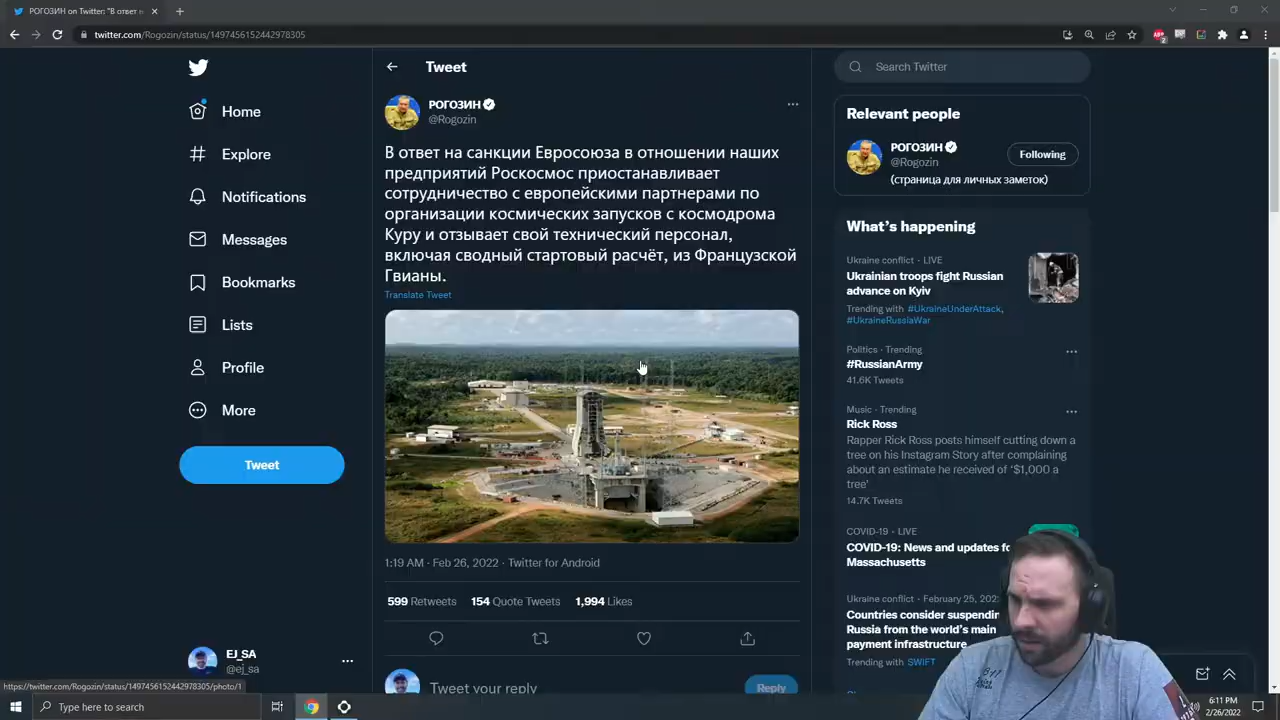 РОГОЗИН on Twitter: "В ответ н
twitter.com/Rogozin/status/1497456152442978305
Home
Explore
Notifications
Messages
Bookmarks
Lists
Profile
More
Tweet
EJ_SA
@ej_sa
Tweet
РОГОЗИН
@Rogozin
В ответ на санкции Евросоюза в отношении наших
предприятий Роскосмос приостанавливает
сотрудничество с европейскими партнерами по
организации космических запусков с космодрома
Куру и отзывает свой технический персонал,
включая сводный стартовый расчёт, из Французской
Гвианы.
Translate Tweet
1:19 AM · Feb 26, 2022 · Twitter for Android
599 Retweets 154 Quote Tweets 1,994 Likes
Tweet your reply
Reply
Search Twitter
Relevant people
РОГОЗИН
@Rogozin
Following
(страница для личных заметок)
What's happening
Ukraine conflict · LIVE
Ukrainian troops fight Russian
advance on Kyiv
Trending with #UkraineUnderAttack,
#UkraineRussiaWar
Politics · Trending
#RussianArmy
41.6K Tweets
Music · Trending
Rick Ross
Rapper Rick Ross posts himself cutting down a
tree on his Instagram Story after complaining
about an estimate he received of '$1,000 a
tree'
14.7K Tweets
COVID-19 · LIVE
COVID-19: News and updates fo
Massachusetts
Ukraine conflict · February 25, 202
Countries consider suspendin
Russia from the world's main
payment infrastructure
Trending with SWIFT
https://twitter.com/Rogozin/status/1497456152442978305/photo/1
Type here to search
6:11 PM
2/26/2022